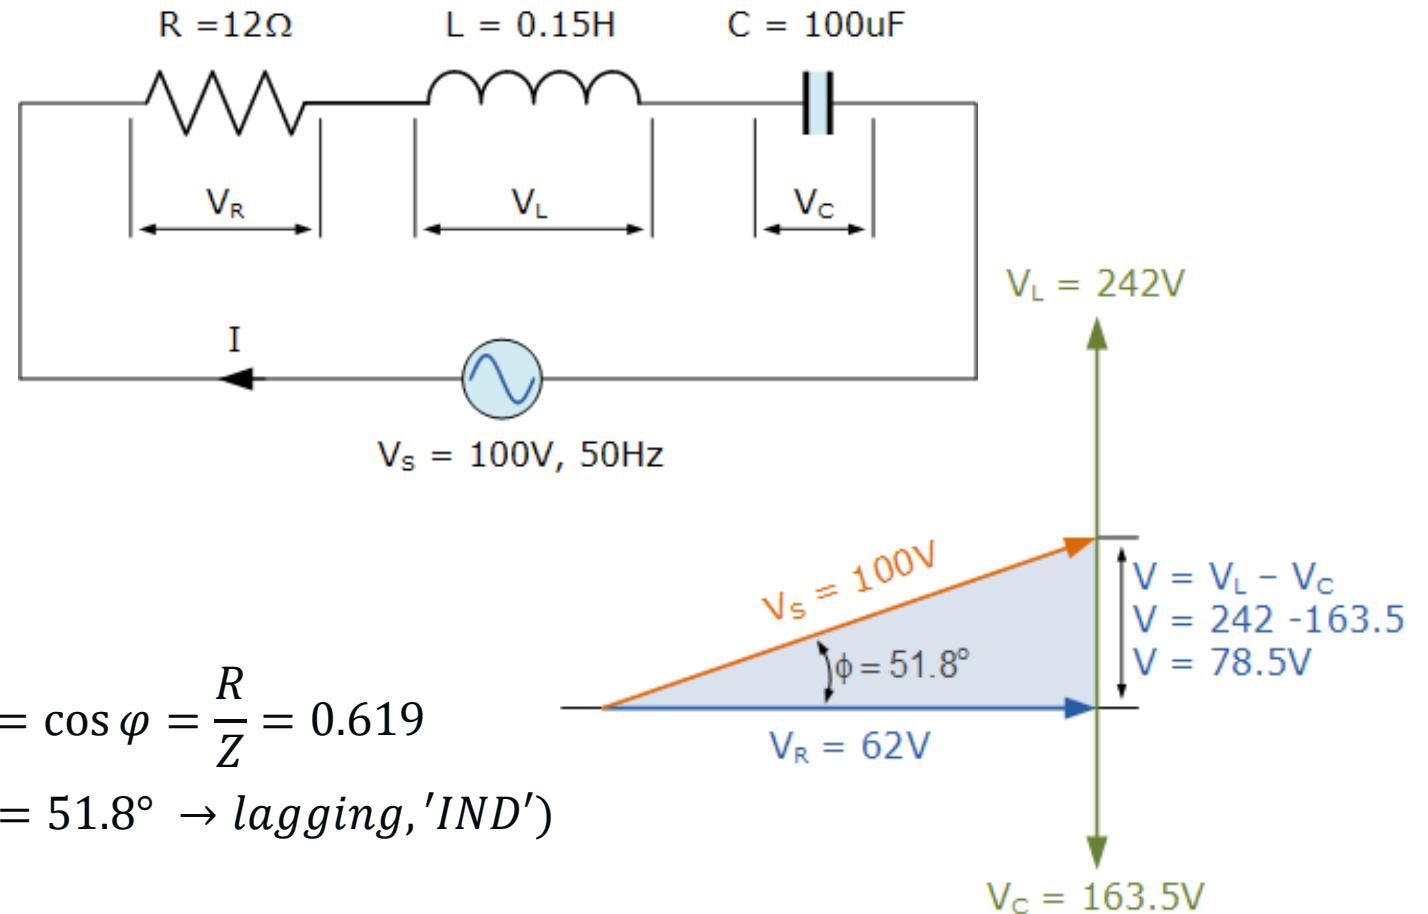 R =12Ω
L = 0.15H
C = 100uF
VR
VL
VC
I
VS = 100V, 50Hz
VL = 242V
VS = 100V
V = VL – VC
V = 242 -163.5
V = 78.5V
ϕ = 51.8°
VR = 62V
VC = 163.5V
= cos φ = R/Z = 0.619
= 51.8° → lagging,'IND')